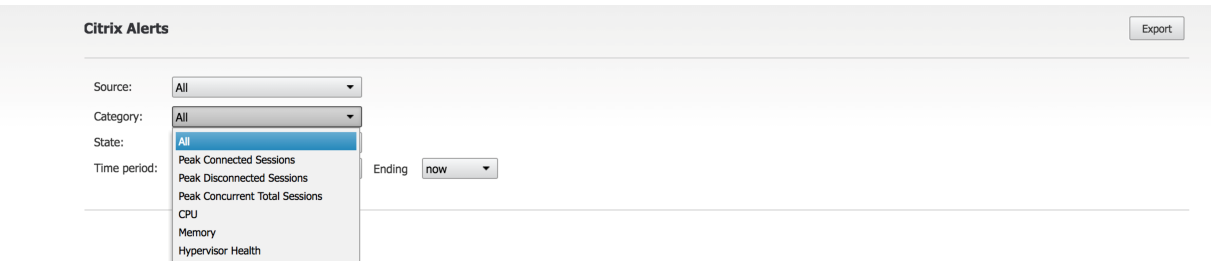 Citrix Alerts Export
Source: All
Category: All
State: All
Peak Connected Sessions
Time period: Peak Disconnected Sessions Ending now
Peak Concurrent Total Sessions
CPU
Memory
Hypervisor Health